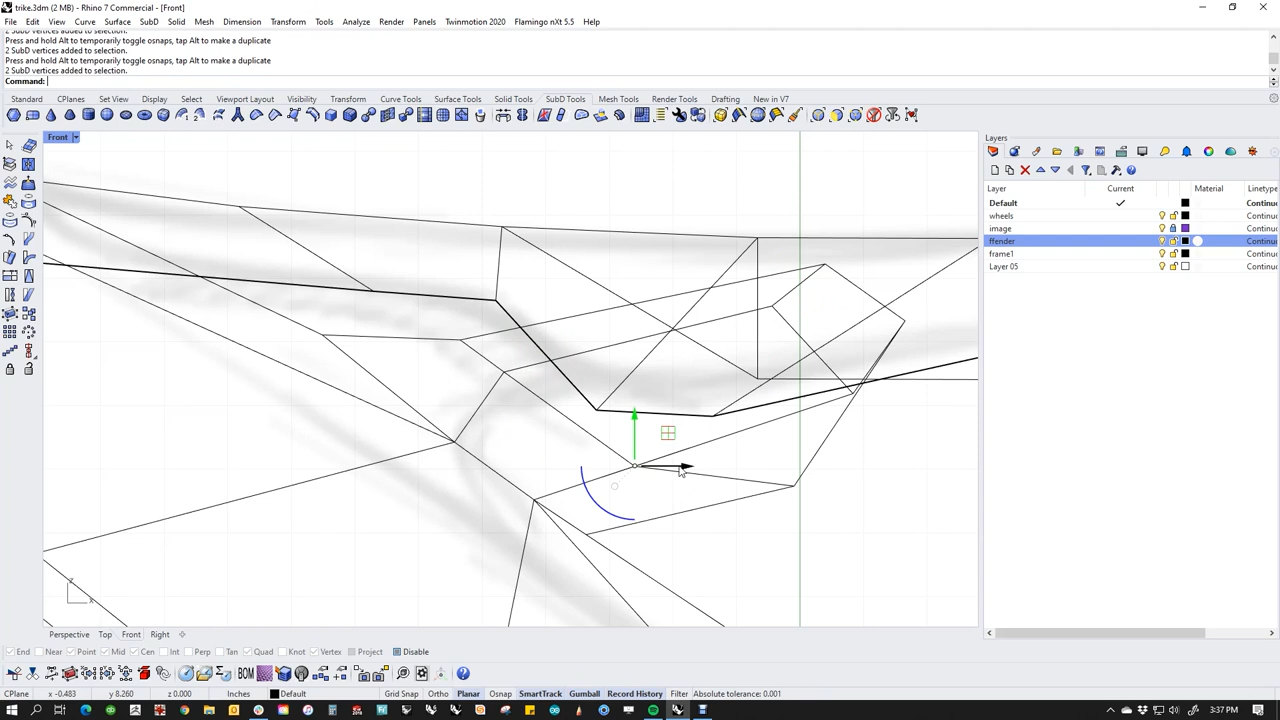 trike.3dm (2 MB) - Rhino 7 Commercial - [Front]
File Edit View Curve Surface SubD Solid Mesh Dimension Transform Tools Analyze Render Panels Twinmotion 2020 Flamingo nXt 5.5 Help
2 SubD vertices added to selection.
Press and hold Alt to temporarily toggle osnaps, tap Alt to make a duplicate
2 SubD vertices added to selection.
Press and hold Alt to temporarily toggle osnaps, tap Alt to make a duplicate
2 SubD vertices added to selection.
Command:
Standard CPlanes Set View Display Select Viewport Layout Visibility Transform Curve Tools Surface Tools Solid Tools SubD Tools Mesh Tools Render Tools Drafting New in V7
Front
Layers
Layer Current Material Linetype
Default Continuous
wheels Continuo
image Continuo
ffender Continuo
frame1 Continuo
Layer 05 Continuo
z
x
Perspective Top Front Right
End Near Point Mid Cen Int Perp Tan Quad Knot Vertex Project Disable
BOM
CPlane x -0.483 y 8.260 z 0.000 Inches Default Grid Snap Ortho Planar Osnap SmartTrack Gumball Record History Filter Absolute tolerance: 0.001
3:37 PM